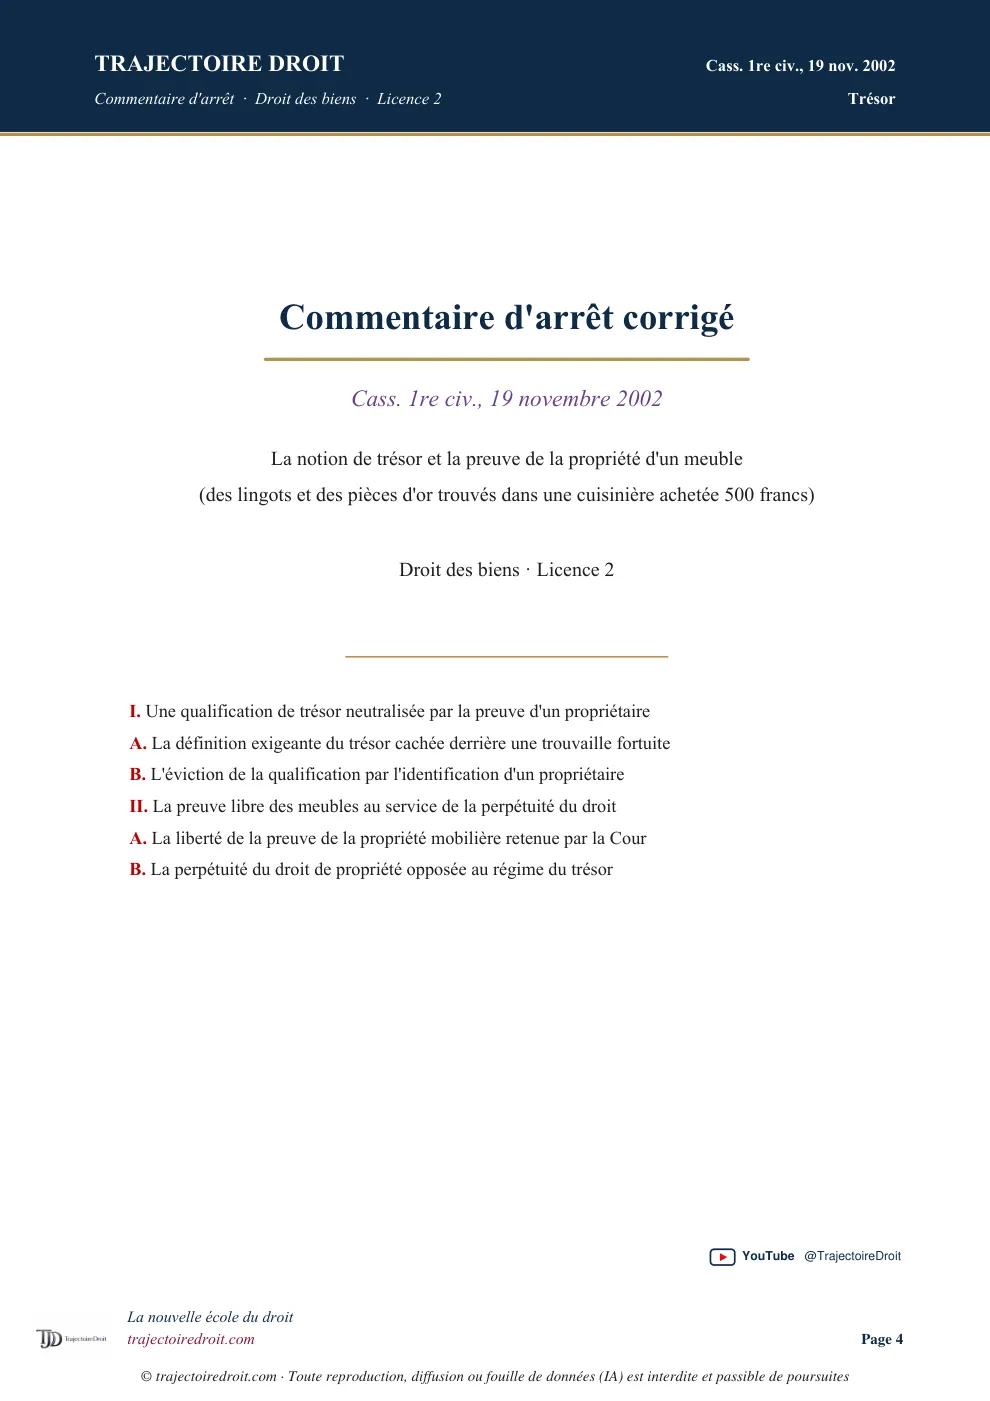 TRAJECTOIRE DROIT
Cass. 1re civ., 19 nov. 2002
Commentaire d'arrêt · Droit des biens · Licence 2
Trésor
Commentaire d'arrêt corrigé
Cass. 1re civ., 19 novembre 2002
La notion de trésor et la preuve de la propriété d'un meuble
(des lingots et des pièces d'or trouvés dans une cuisinière achetée 500 francs)
Droit des biens · Licence 2
I. Une qualification de trésor neutralisée par la preuve d'un propriétaire
A. La définition exigeante du trésor cachée derrière une trouvaille fortuite
B. L'éviction de la qualification par l'identification d'un propriétaire
II. La preuve libre des meubles au service de la perpétuité du droit
A. La liberté de la preuve de la propriété mobilière retenue par la Cour
B. La perpétuité du droit de propriété opposée au régime du trésor
YouTube @TrajectoireDroit
La nouvelle école du droit
TJD TrajectoireDroit
trajectoiredroit.com
Page 4
© trajectoiredroit.com · Toute reproduction, diffusion ou fouille de données (IA) est interdite et passible de poursuites